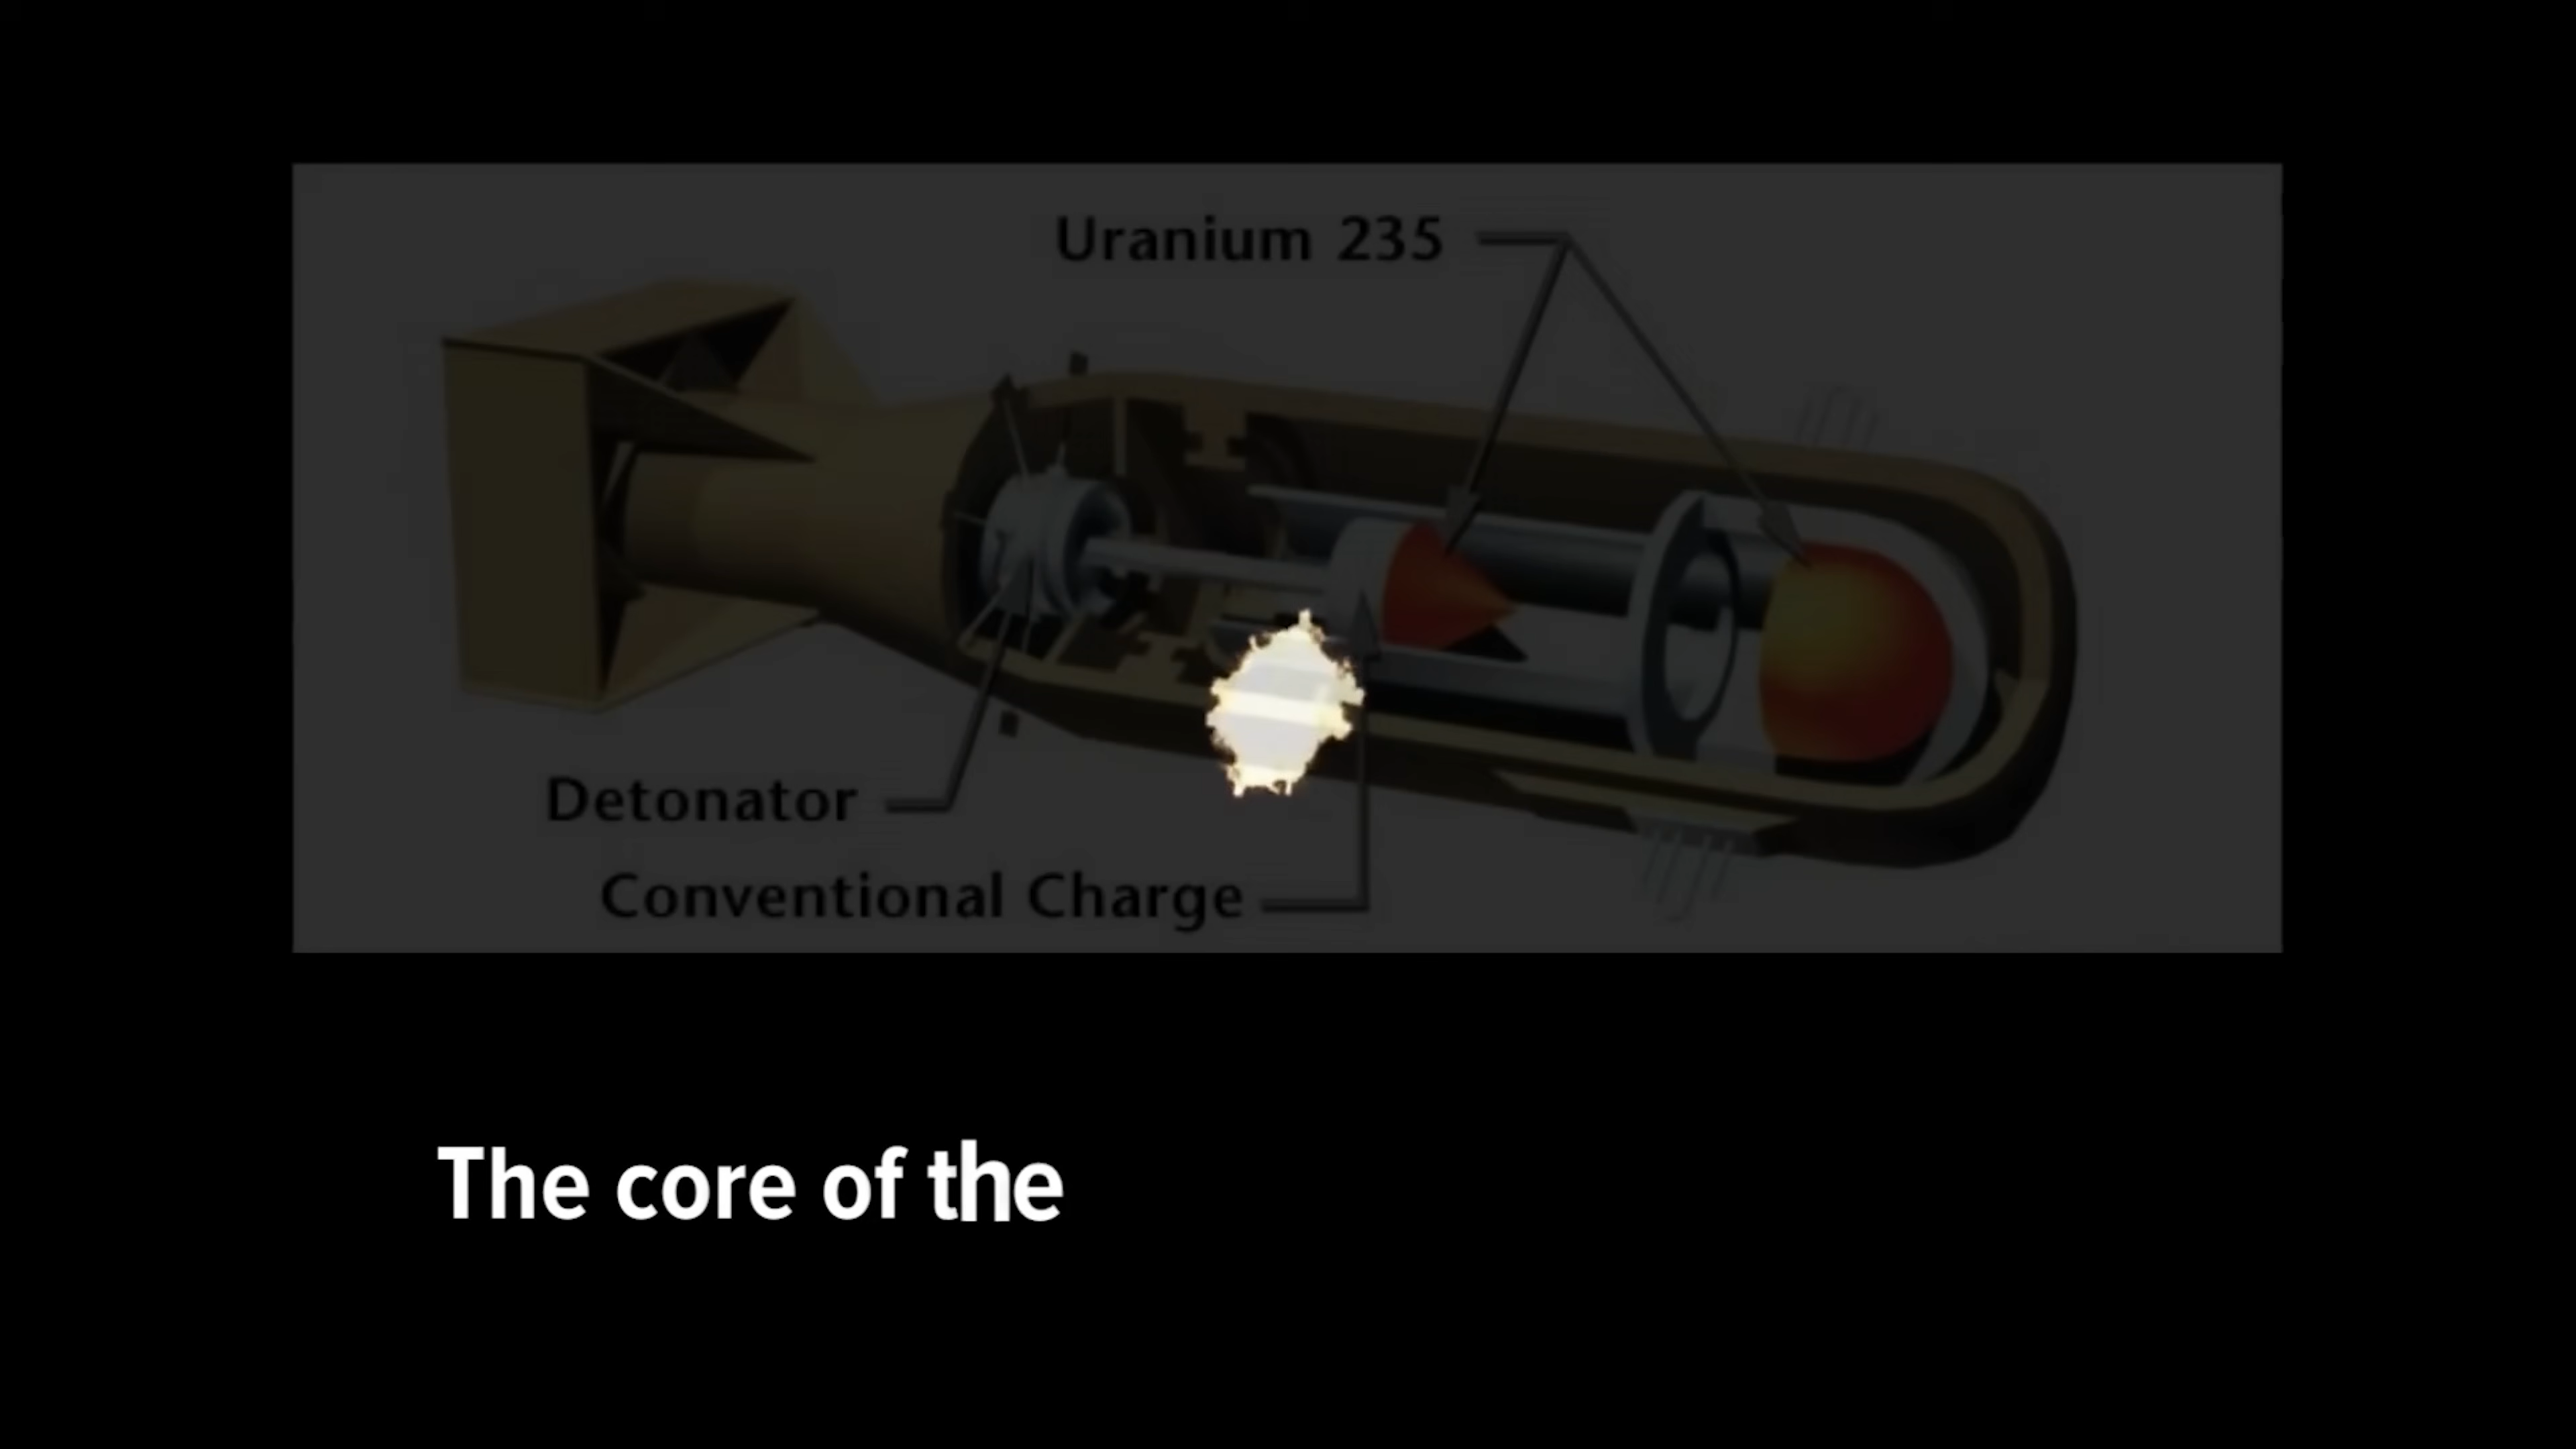 Uranium 235
Detonator
Conventional Charge
The core of the